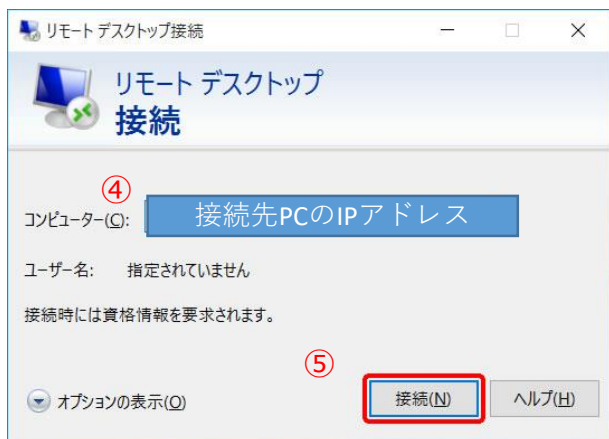 リモート デスクトップ接続
リモート デスクトップ
接続
④
コンピューター(C): 接続先PCのIPアドレス
ユーザー名: 指定されていません
接続時には資格情報を要求されます。
⑤
オプションの表示(O) 接続(N) ヘルプ(H)